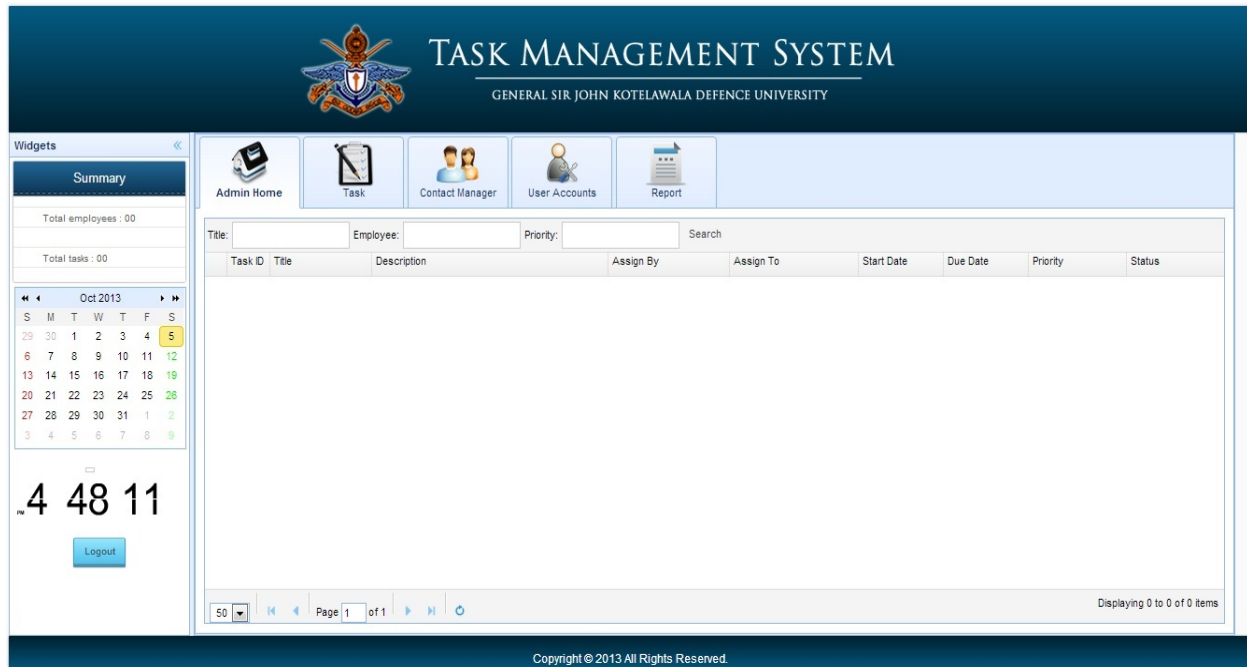 TASK MANAGEMENT SYSTEM
GENERAL SIR JOHN KOTELAWALA DEFENCE UNIVERSITY
Widgets
Summary
Total employees : 00
Total tasks : 00
Oct 2013
S M T W T F S
29 30 1 2 3 4 5
6 7 8 9 10 11 12
13 14 15 16 17 18 19
20 21 22 23 24 25 26
27 28 29 30 31 1 2
3 4 5 6 7 8 9
PM 4 48 11
Logout
Admin Home Task Contact Manager User Accounts Report
Title: Employee: Priority: Search
Task ID Title Description Assign By Assign To Start Date Due Date Priority Status
50 Page 1 of 1 Displaying 0 to 0 of 0 items
Copyright © 2013 All Rights Reserved.